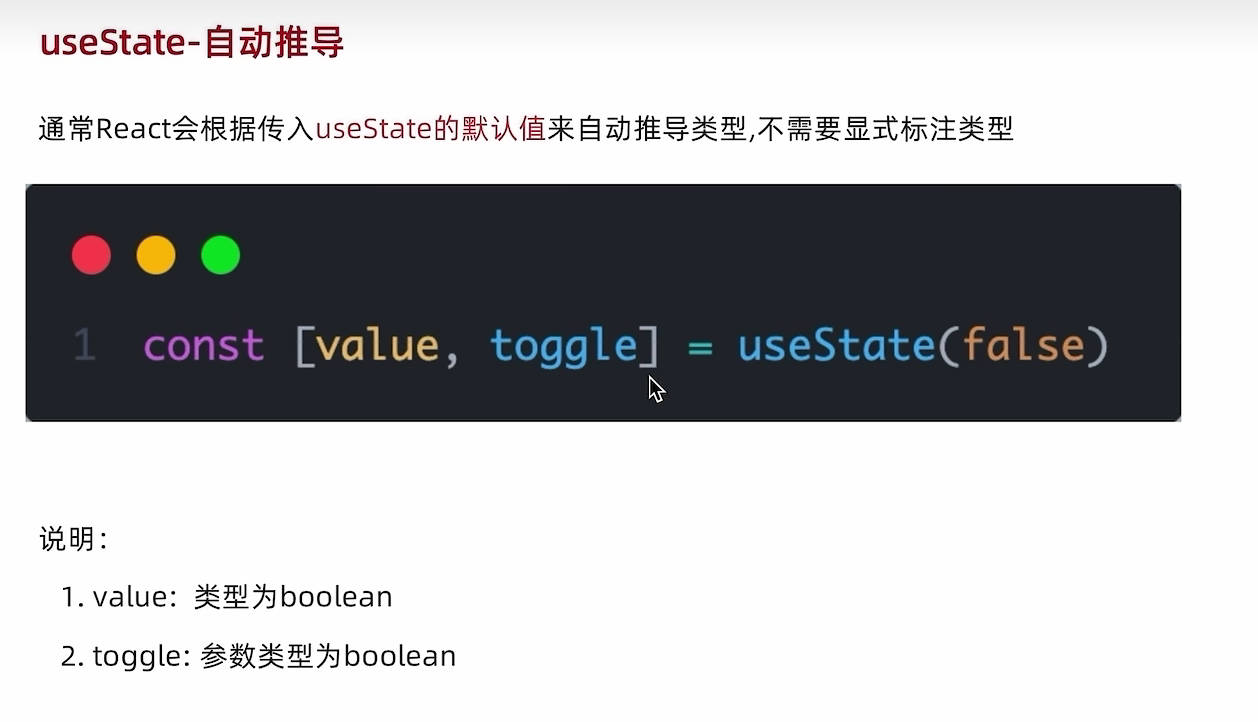 useState-自动推导
通常React会根据传入useState的默认值来自动推导类型,不需要显式标注类型
1 const [value, toggle] = useState(false)
说明：
1. value: 类型为boolean
2. toggle: 参数类型为boolean